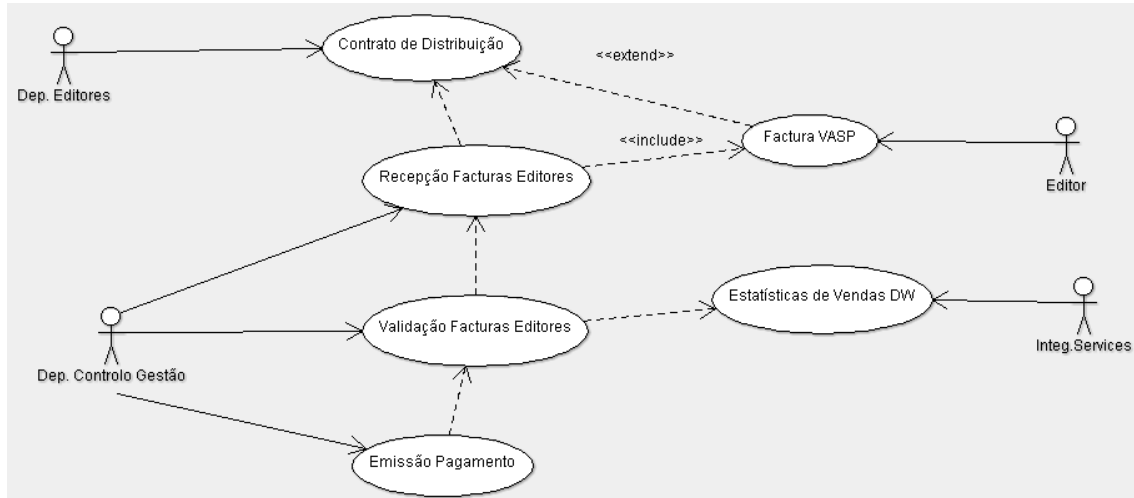 Contrato de Distribuição
<<extend>>
Dep. Editores
Factura VASP
<<include>>
Recepção Facturas Editores
Editor
Estatísticas de Vendas DW
Validação Facturas Editores
Integ.Services
Dep. Controlo Gestão
Emissão Pagamento